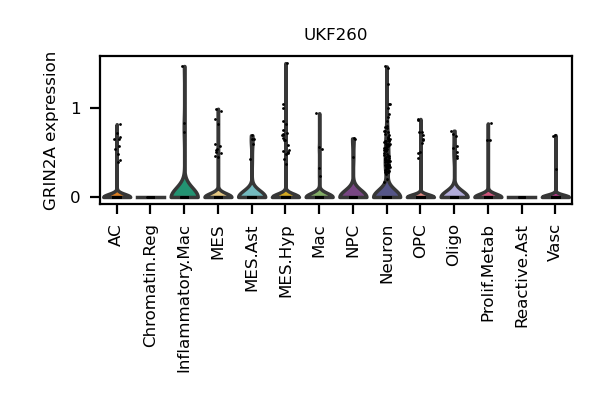 UKF260
GRIN2A expression
1
0
AC
Chromatin.Reg
Inflammatory.Mac
MES
MES.Ast
MES.Hyp
Mac
NPC
Neuron
OPC
Oligo
Prolif.Metab
Reactive.Ast
Vasc